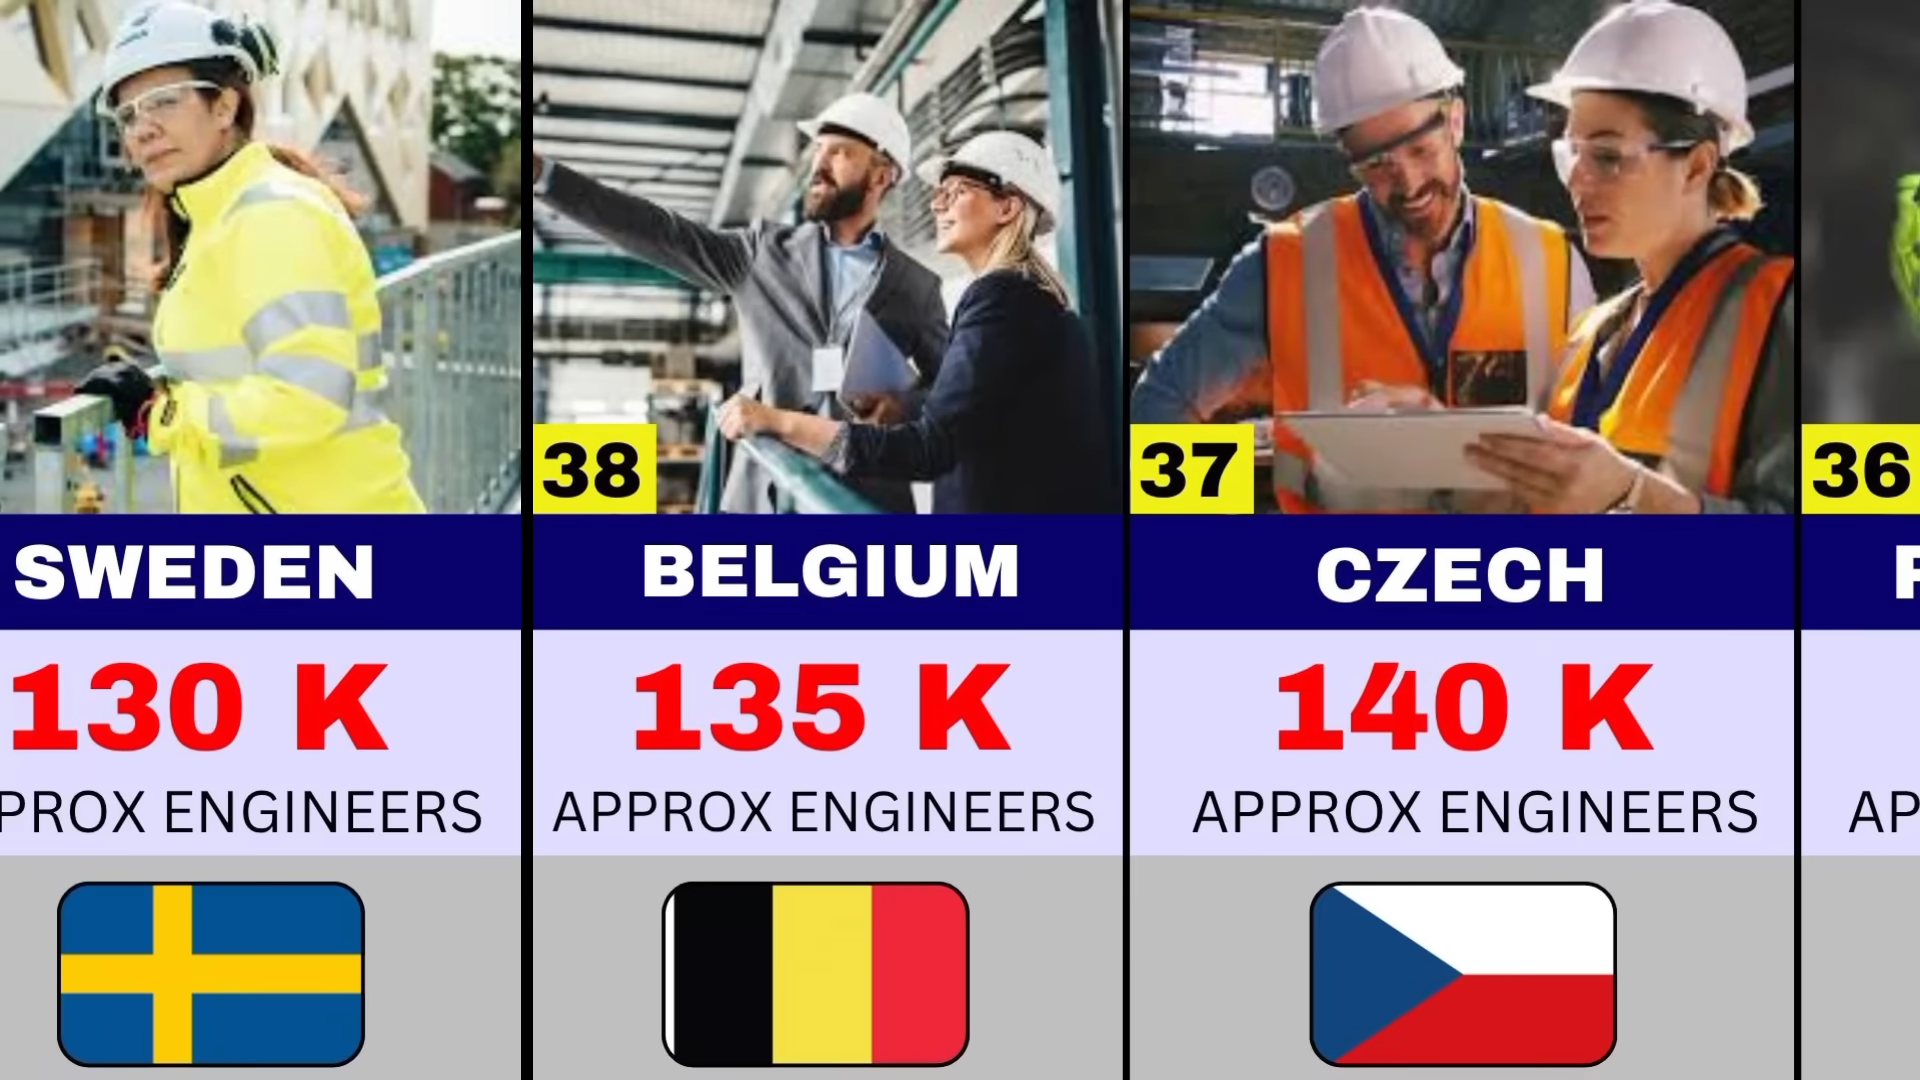 SWEDEN
130 K
PROX ENGINEERS
38
BELGIUM
135 K
APPROX ENGINEERS
37
CZECH
140 K
APPROX ENGINEERS
36
AP